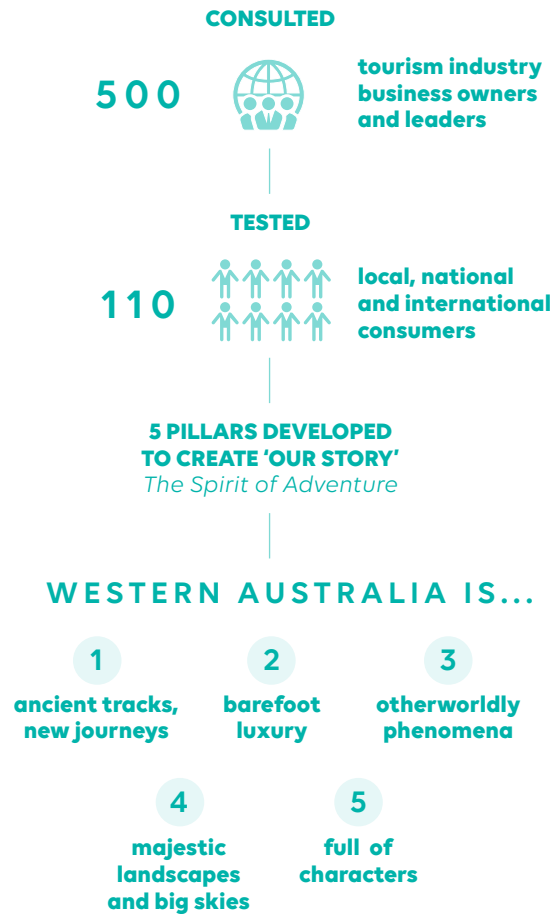 CONSULTED
500
tourism industry
business owners
and leaders
TESTED
110
local, national
and international
consumers
5 PILLARS DEVELOPED
TO CREATE ‘OUR STORY’
The Spirit of Adventure
WESTERN AUSTRALIA IS...
1
ancient tracks,
new journeys
2
barefoot
luxury
3
otherworldly
phenomena
4
majestic
landscapes
and big skies
5
full of
characters